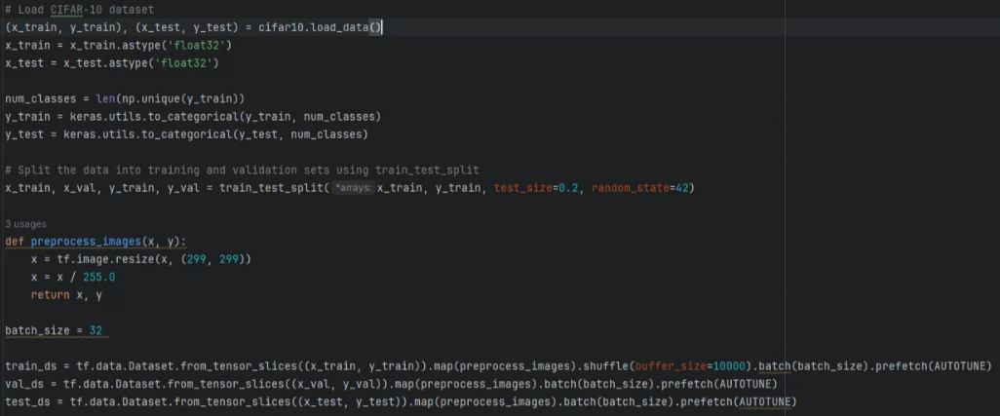 # Load CIFAR-10 dataset
(x_train, y_train), (x_test, y_test) = cifar10.load_data()
x_train = x_train.astype('float32')
x_test = x_test.astype('float32')
num_classes = len(np.unique(y_train))
y_train = keras.utils.to_categorical(y_train, num_classes)
y_test = keras.utils.to_categorical(y_test, num_classes)
# Split the data into training and validation sets using train_test_split
x_train, x_val, y_train, y_val = train_test_split( *arrays: x_train, y_train, test_size=0.2, random_state=42)
3 usages
def preprocess_images(x, y):
    x = tf.image.resize(x, (299, 299))
    x = x / 255.0
    return x, y
batch_size = 32
train_ds = tf.data.Dataset.from_tensor_slices((x_train, y_train)).map(preprocess_images).shuffle(buffer_size=10000).batch(batch_size).prefetch(AUTOTUNE)
val_ds = tf.data.Dataset.from_tensor_slices((x_val, y_val)).map(preprocess_images).batch(batch_size).prefetch(AUTOTUNE)
test_ds = tf.data.Dataset.from_tensor_slices((x_test, y_test)).map(preprocess_images).batch(batch_size).prefetch(AUTOTUNE)